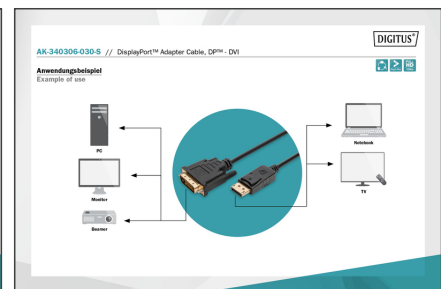 DIGITUS®
AK-340306-030-S // DisplayPort™ Adapter Cable, DP™ - DVI
Anwendungsbeispiel
Example of use
PC
Notebook
Monitor
TV
Beamer